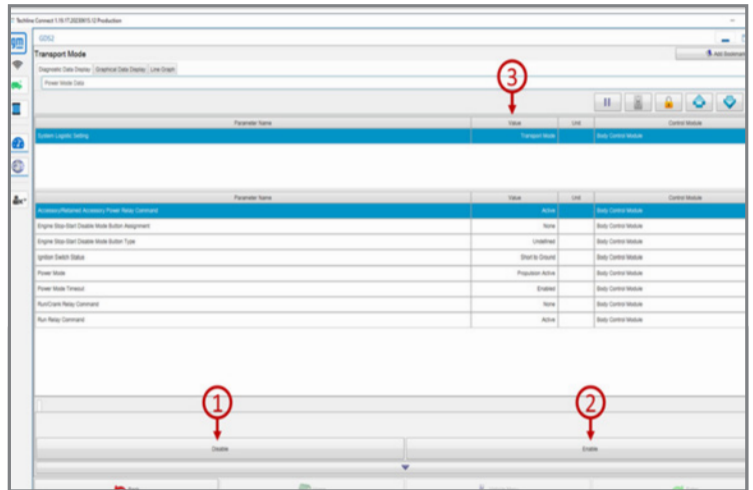 Techline Connect 1.19.17.20230615.12 Production
GDS2
Transport Mode
Add Bookmark
Diagnostic Data Display Graphical Data Display Line Graph
Power Mode Data
3
Parameter Name Value Unit Control Module
System Logistic Setting Transport Mode Body Control Module
Parameter Name Value Unit Control Module
Accessory/Retained Accessory Power Relay Command Active Body Control Module
Engine Stop-Start Disable Mode Button Assignment None Body Control Module
Engine Stop-Start Disable Mode Button Type Undefined Body Control Module
Ignition Switch Status Short to Ground Body Control Module
Power Mode Propulsion Active Body Control Module
Power Mode Timeout Enabled Body Control Module
Run/Crank Relay Command None Body Control Module
Run Relay Command Active Body Control Module
1 2
Disable Enable